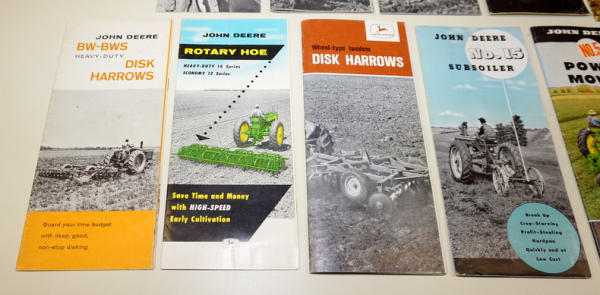 JOHN DEERE
BW-BWS
HEAVY-DUTY
DISK
HARROWS
Guard your time budget
with deep, good,
non-stop disking
JOHN DEERE
ROTARY HOE
HEAVY-DUTY 14 Series
ECONOMY 12 Series
Save Time and Money
with HIGH-SPEED
Early Cultivation
Wheel-type tandem
DISK HARROWS
JOHN DEERE
No. 15
SUBSOILER
Break Up
Crop-Starving
Profit-Stealing
Hardpan
Quickly and at
Low Cost
JOHN DEERE
POWER
MOW